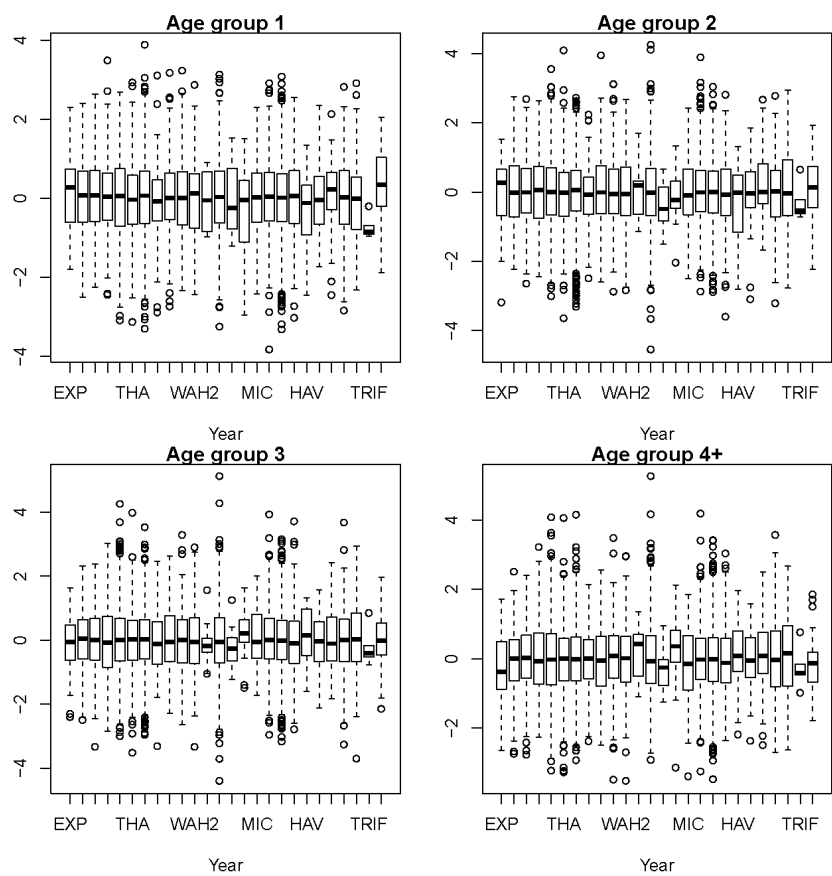 Age group 1
4
2
0
−2
−4
EXP THA WAH2 MIC HAV TRIF
Year
Age group 2
4
2
0
−2
−4
EXP THA WAH2 MIC HAV TRIF
Year
Age group 3
4
2
0
−2
−4
EXP THA WAH2 MIC HAV TRIF
Year
Age group 4+
4
2
0
−2
EXP THA WAH2 MIC HAV TRIF
Year